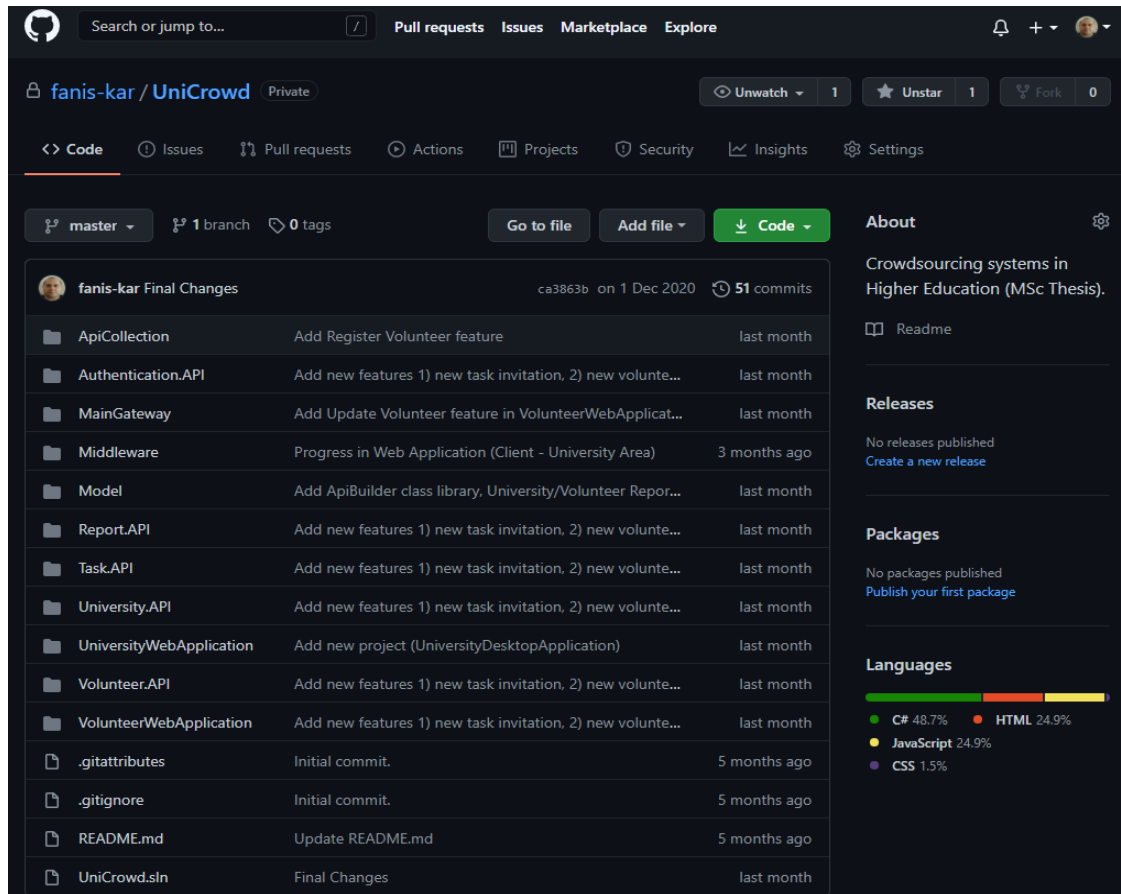 Search or jump to... / Pull requests Issues Marketplace Explore
fanis-kar / UniCrowd Private Unwatch 1 Unstar 1 Fork 0
<> Code Issues Pull requests Actions Projects Security Insights Settings
master 1 branch 0 tags Go to file Add file Code
fanis-kar Final Changes ca3863b on 1 Dec 2020 51 commits
ApiCollection Add Register Volunteer feature last month
Authentication.API Add new features 1) new task invitation, 2) new volunte... last month
MainGateway Add Update Volunteer feature in VolunteerWebApplicat... last month
Middleware Progress in Web Application (Client - University Area) 3 months ago
Model Add ApiBuilder class library, University/Volunteer Repor... last month
Report.API Add new features 1) new task invitation, 2) new volunte... last month
Task.API Add new features 1) new task invitation, 2) new volunte... last month
University.API Add new features 1) new task invitation, 2) new volunte... last month
UniversityWebApplication Add new project (UniversityDesktopApplication) last month
Volunteer.API Add new features 1) new task invitation, 2) new volunte... last month
VolunteerWebApplication Add new features 1) new task invitation, 2) new volunte... last month
.gitattributes Initial commit. 5 months ago
.gitignore Initial commit. 5 months ago
README.md Update README.md 5 months ago
UniCrowd.sln Final Changes last month
About
Crowdsourcing systems in
Higher Education (MSc Thesis).
Readme
Releases
No releases published
Create a new release
Packages
No packages published
Publish your first package
Languages
C# 48.7% HTML 24.9%
JavaScript 24.9%
CSS 1.5%